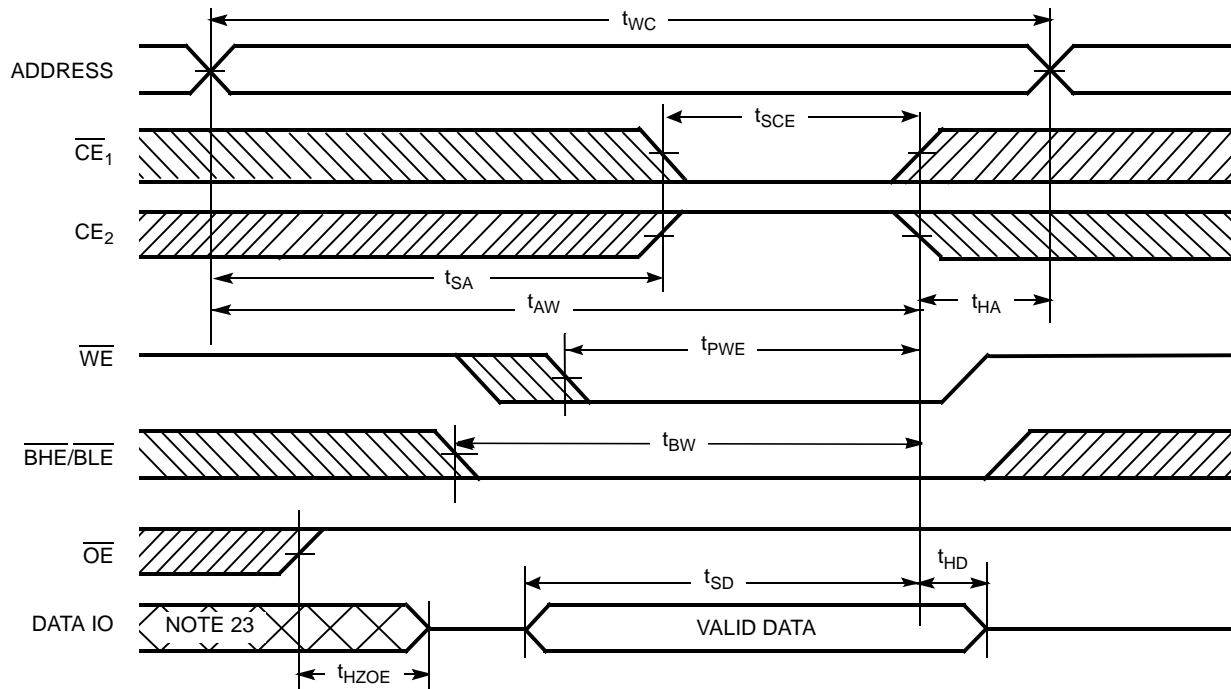 tWC
ADDRESS
tSCE
CE1
CE2
tSA
tAW
tHA
WE
tPWE
BHE/BLE
tBW
OE
tHD
tSD
DATA IO
NOTE 23
VALID DATA
tHZOE